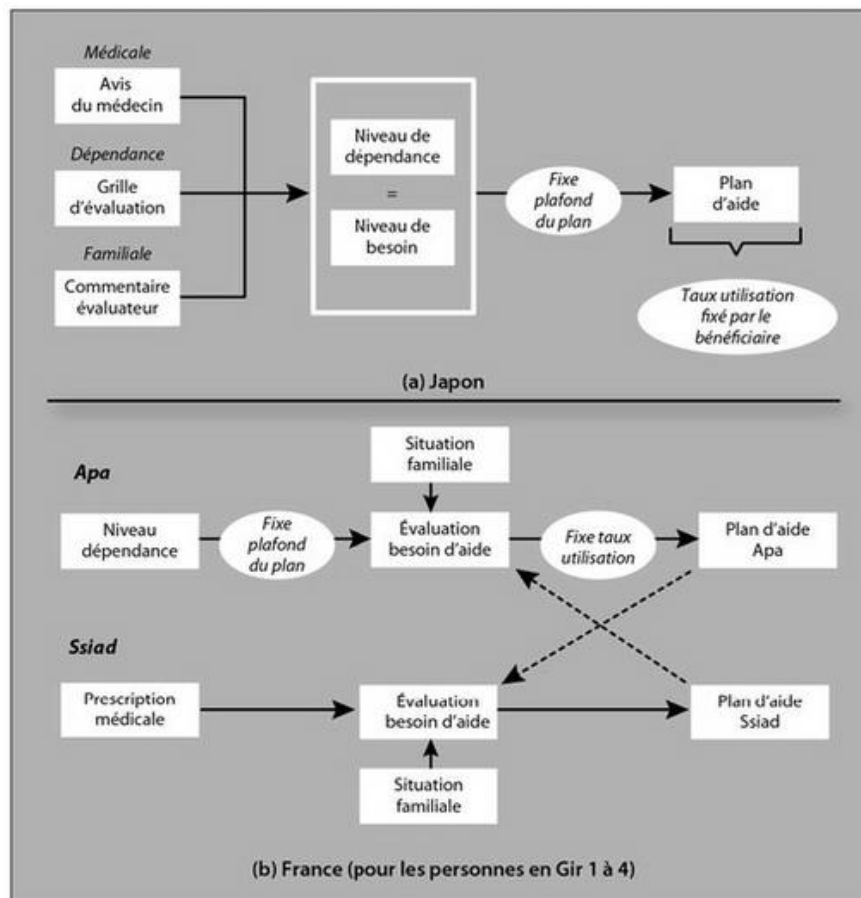 Médicale
Avis
du médecin
Dépendance
Grille
d'évaluation
Familiale
Commentaire
évaluateur
Niveau de
dépendance
=
Niveau de
besoin
Fixe
plafond
du plan
Plan
d'aide
Taux utilisation
fixé par le
bénéficiaire
(a) Japon
Apa
Situation
familiale
Niveau
dépendance
Fixe
plafond
du plan
Évaluation
besoin d'aide
Fixe taux
utilisation
Plan d'aide
Apa
Ssiad
Prescription
médicale
Évaluation
besoin d'aide
Plan d'aide
Ssiad
Situation
familiale
(b) France (pour les personnes en Gir 1 à 4)